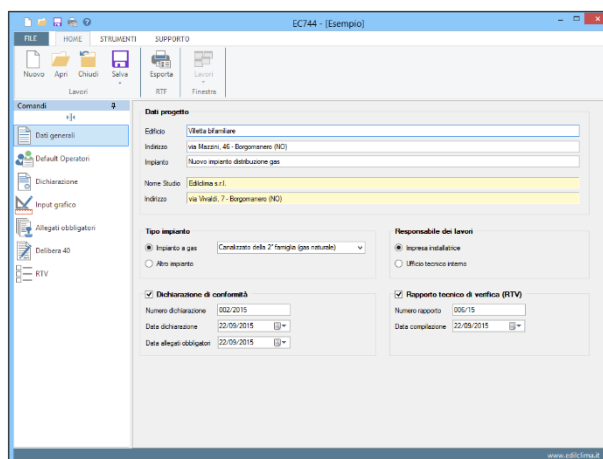 EC744 - [Esempio]
FILE HOME STRUMENTI SUPPORTO
Nuovo Apri Chiudi Salva Esporta Lavori
Lavori RTF Finestra
Comandi
Dati generali
Default Operatori
Dichiarazione
Input grafico
Allegati obbligatori
Delibera 40
RTV
Dati progetto
Edificio Villetta bifamiliare
Indirizzo via Mazzini, 46 - Borgomanero (NO)
Impianto Nuovo impianto distribuzione gas
Nome Studio Edilclima s.r.l.
Indirizzo via Vivaldi, 7 - Borgomanero (NO)
Tipo impianto
Impianto a gas Canalizzato della 2° famiglia (gas naturale)
Altro impianto
Responsabile dei lavori
Impresa installatrice
Ufficio tecnico interno
Dichiarazione di conformità
Numero dichiarazione 002/2015
Data dichiarazione 22/09/2015
Data allegati obbligatori 22/09/2015
Rapporto tecnico di verifica (RTV)
Numero rapporto 006/15
Data compilazione 22/09/2015
www.edilclima.it